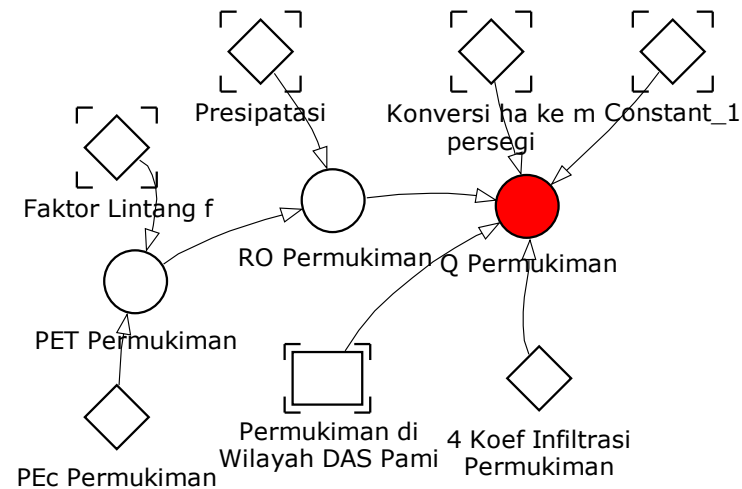 Presipatasi
Konversi ha ke m
persegi
Constant_1
Faktor Lintang f
RO Permukiman
Q Permukiman
PET Permukiman
Permukiman di
Wilayah DAS Pami
4 Koef Infiltrasi
Permukiman
PEc Permukiman